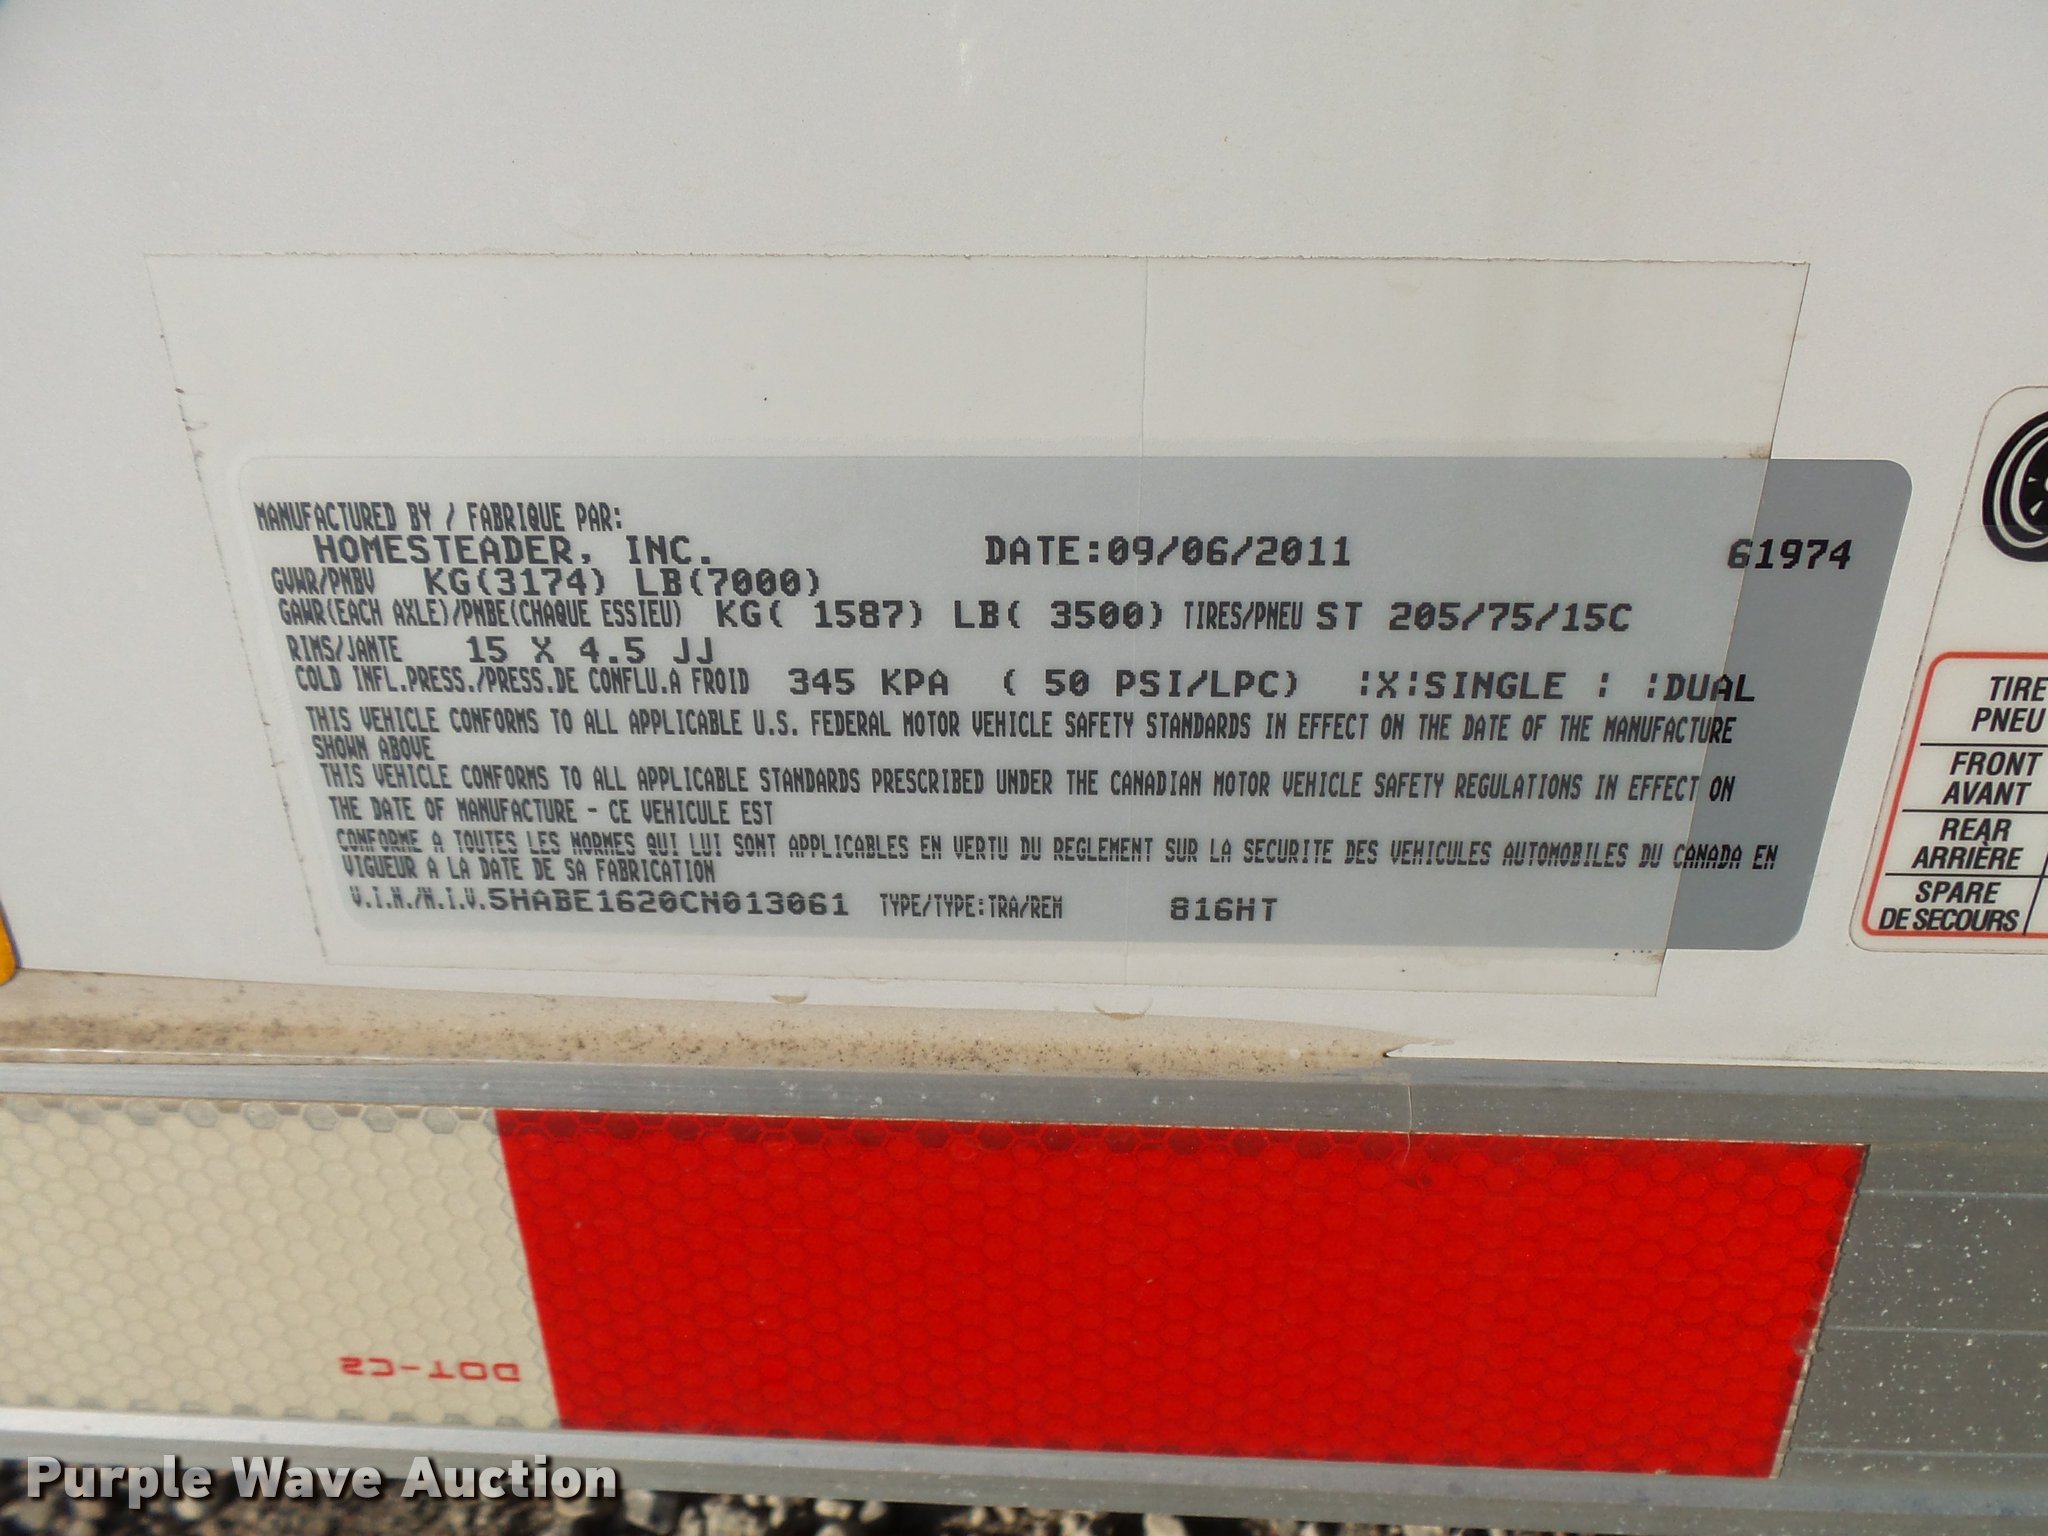 MANUFACTURED BY / FABRIQUE PAR:
HOMESTEADER, INC. DATE:09/06/2011 61974
GVWR/PNBV KG(3174) LB(7000)
GAWR(EACH AXLE)/PNBE(CHAQUE ESSIEU) KG( 1587) LB( 3500) TIRES/PNEU ST 205/75/15C
RIMS/JANTE 15 X 4.5 JJ
COLD INFL.PRESS./PRESS.DE CONFLU.A FROID 345 KPA ( 50 PSI/LPC) :X:SINGLE : :DUAL
THIS VEHICLE CONFORMS TO ALL APPLICABLE U.S. FEDERAL MOTOR VEHICLE SAFETY STANDARDS IN EFFECT ON THE DATE OF THE MANUFACTURE
SHOWN ABOVE
THIS VEHICLE CONFORMS TO ALL APPLICABLE STANDARDS PRESCRIBED UNDER THE CANADIAN MOTOR VEHICLE SAFETY REGULATIONS IN EFFECT ON
THE DATE OF MANUFACTURE - CE VEHICULE EST
CONFORME A TOUTES LES NORMES QUI LUI SONT APPLICABLES EN VERTU DU REGLEMENT SUR LA SECURITE DES VEHICULES AUTOMOBILES DU CANADA EN
VIGUEUR A LA DATE DE SA FABRICATION
V.I.N./N.I.V.5HABE1620CN013061 TYPE/TYPE:TRA/REM 816HT
TIRE
PNEU
FRONT
AVANT
REAR
ARRIÈRE
SPARE
DE SECOURS
DOT-C2
Purple Wave Auction